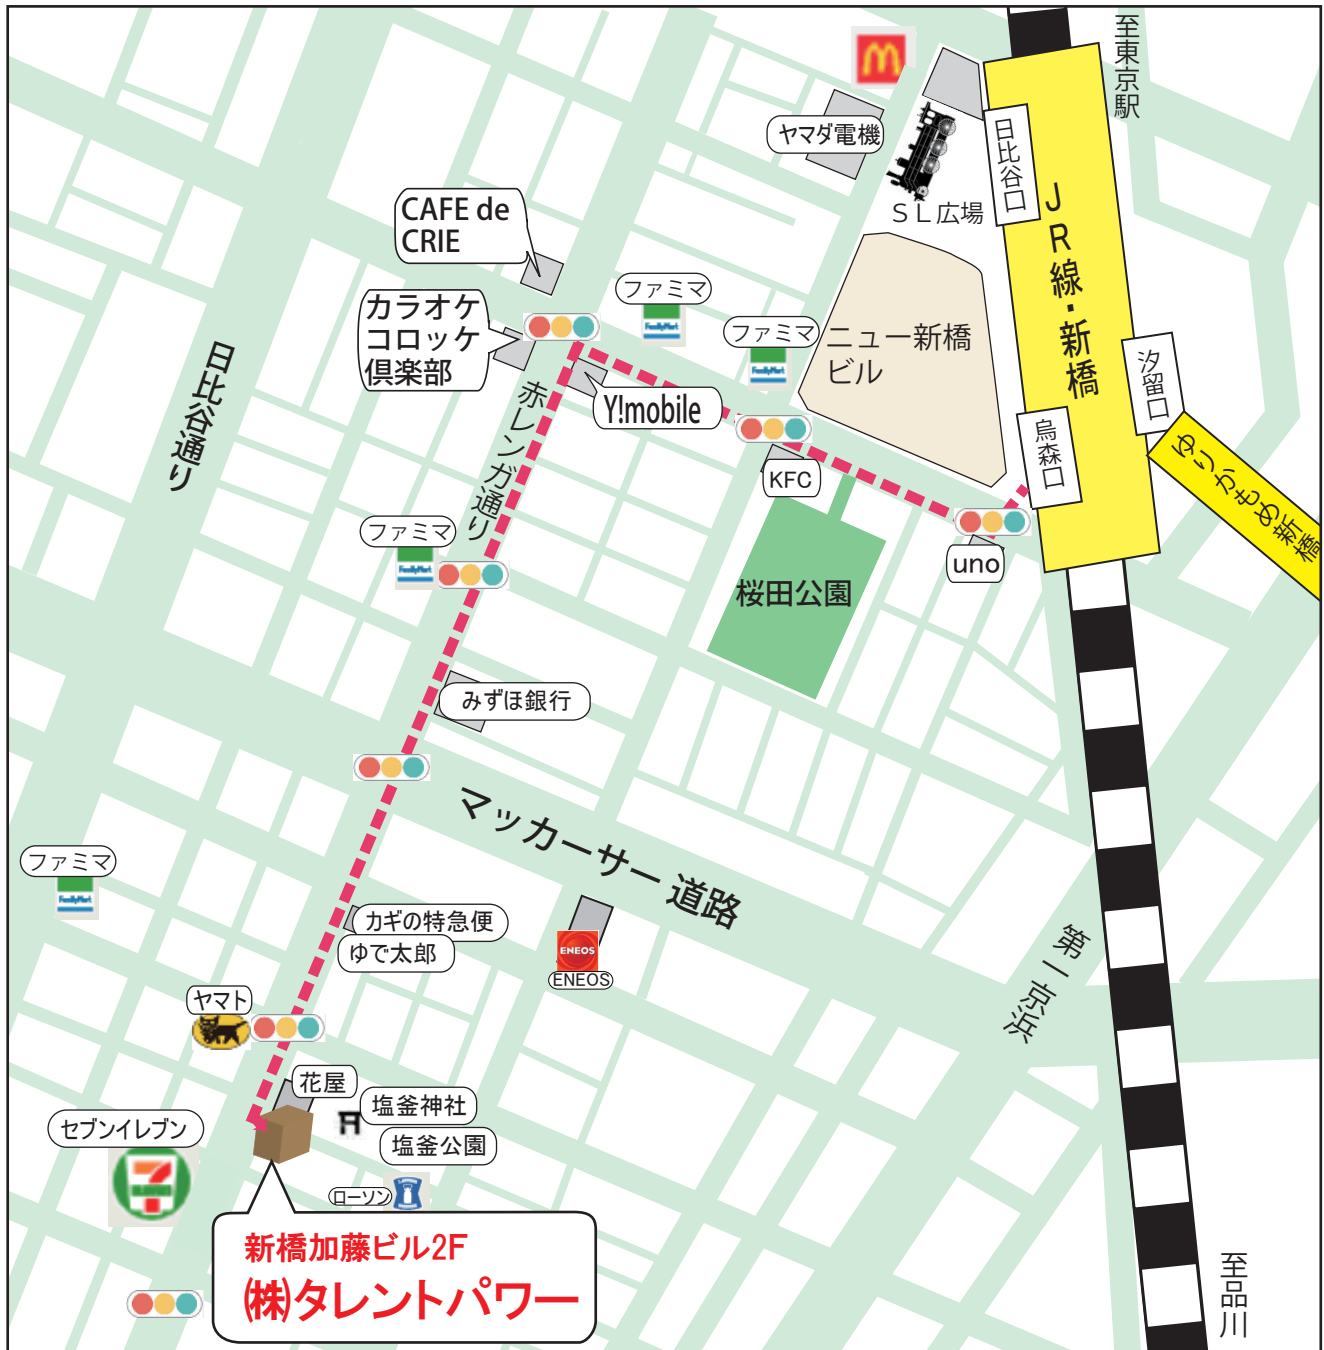 至東京駅
ヤマダ電機
日比谷口
SL広場
JR線・新橋
CAFE de
CRIE
カラオケ
コロッケ
倶楽部
ファミマ
FamilyMart
ファミマ
FamilyMart
ニュー新橋
ビル
汐留口
日比谷通り
赤レンガ通り
Y!mobile
烏森口
ゆりかもめ新橋
KFC
ファミマ
FamilyMart
uno
桜田公園
みずほ銀行
マッカーサー道路
ファミマ
FamilyMart
カギの特急便
ゆで太郎
ENEOS
ENEOS
第一京浜
ヤマト
花屋
塩釜神社
塩釜公園
セブンイレブン
ローソン
新橋加藤ビル2F
(株)タレントパワー
至品川